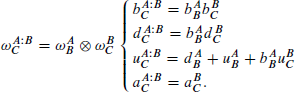 ω_C^{A:B} = ω_B^A ⊗ ω_C^B {
b_C^{A:B} = b_B^A b_C^B
d_C^{A:B} = b_B^A d_C^B
u_C^{A:B} = d_B^A + u_B^A + b_B^A u_C^B
a_C^{A:B} = a_C^B.